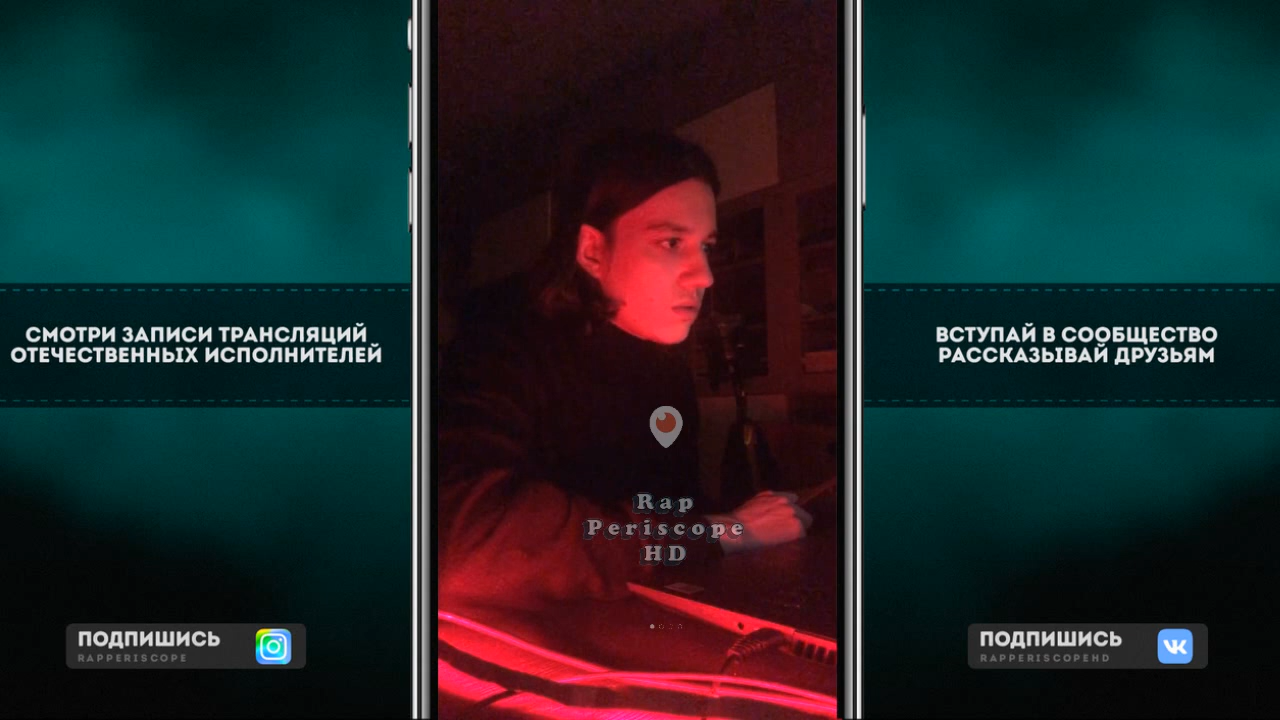 СМОТРИ ЗАПИСИ ТРАНСЛЯЦИЙ
ОТЕЧЕСТВЕННЫХ ИСПОЛНИТЕЛЕЙ
ПОДПИШИСЬ
RAPPERISCOPE
Rap
Periscope
HD
ВСТУПАЙ В СООБЩЕСТВО
РАССКАЗЫВАЙ ДРУЗЬЯМ
ПОДПИШИСЬ
RAPPERISCOPEHD